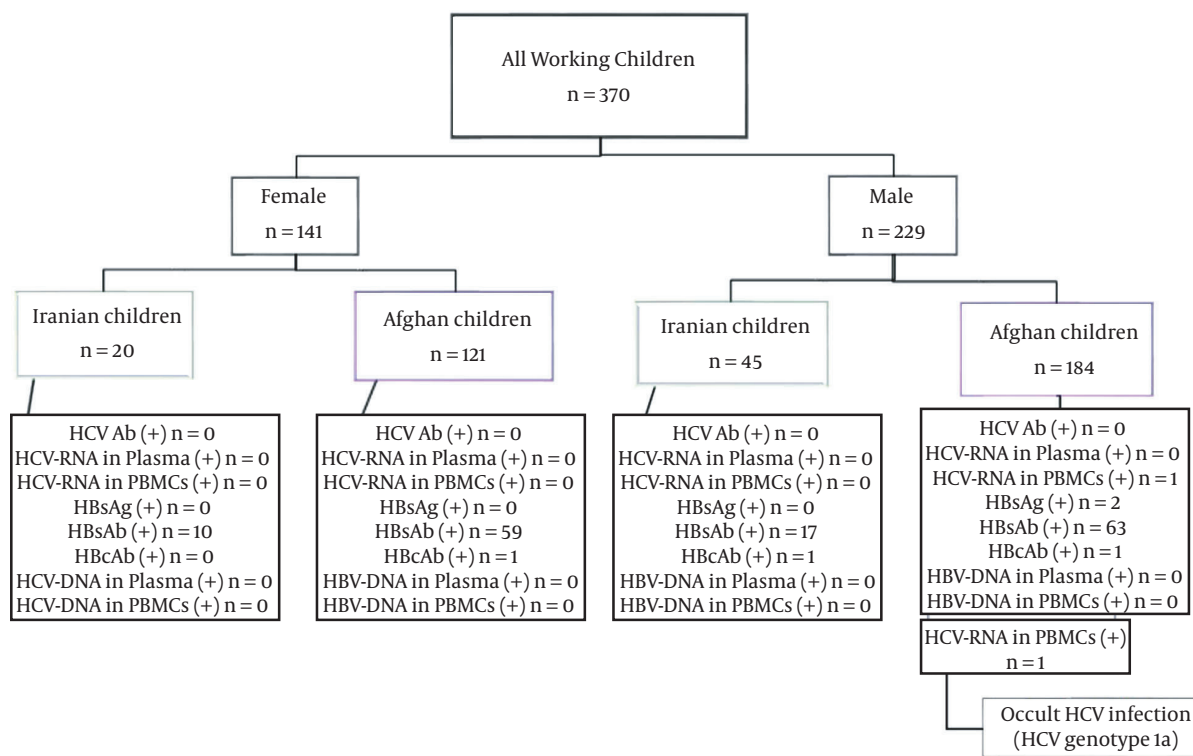 All Working Children
n = 370
Female
n = 141
Male
n = 229
Iranian children
n = 20
Afghan children
n = 121
Iranian children
n = 45
Afghan children
n = 184
HCV Ab (+) n = 0
HCV-RNA in Plasma (+) n = 0
HCV-RNA in PBMCs (+) n = 0
HBsAg (+) n = 0
HBsAb (+) n = 10
HBcAb (+) n = 0
HCV-DNA in Plasma (+) n = 0
HCV-DNA in PBMCs (+) n = 0
HCV Ab (+) n = 0
HCV-RNA in Plasma (+) n = 0
HCV-RNA in PBMCs (+) n = 0
HBsAg (+) n = 0
HBsAb (+) n = 59
HBcAb (+) n = 1
HBV-DNA in Plasma (+) n = 0
HBV-DNA in PBMCs (+) n = 0
HCV Ab (+) n = 0
HCV-RNA in Plasma (+) n = 0
HCV-RNA in PBMCs (+) n = 0
HBsAg (+) n = 0
HBsAb (+) n = 17
HBcAb (+) n = 1
HBV-DNA in Plasma (+) n = 0
HBV-DNA in PBMCs (+) n = 0
HCV Ab (+) n = 0
HCV-RNA in Plasma (+) n = 0
HCV-RNA in PBMCs (+) n = 1
HBsAg (+) n = 2
HBsAb (+) n = 63
HBcAb (+) n = 1
HBV-DNA in Plasma (+) n = 0
HBV-DNA in PBMCs (+) n = 0
HCV-RNA in PBMCs (+)
n = 1
Occult HCV infection
(HCV genotype 1a)